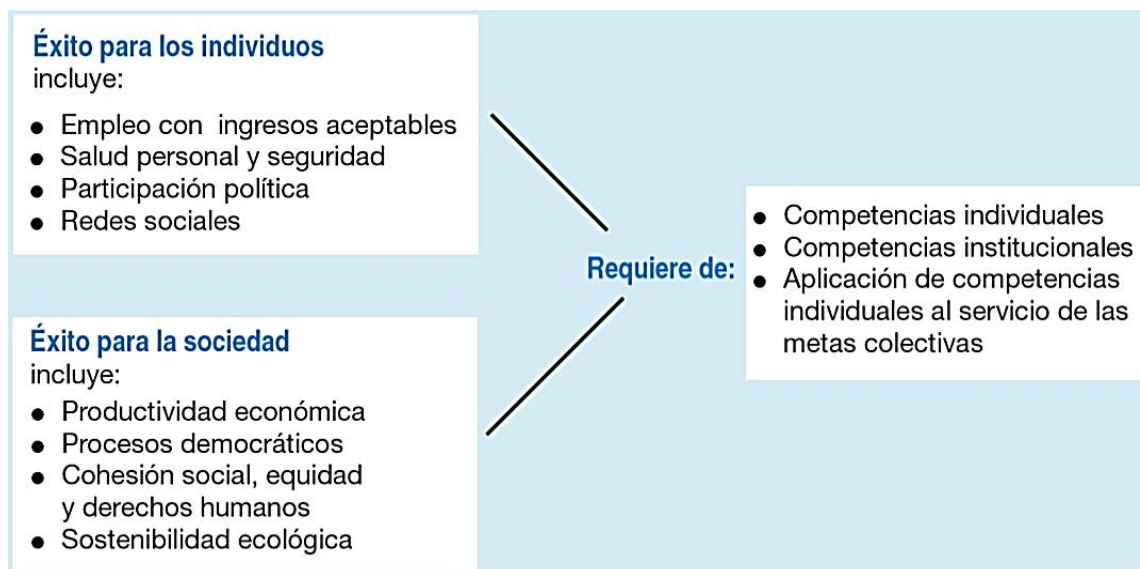 Éxito para los individuos
incluye:
● Empleo con ingresos aceptables
● Salud personal y seguridad
● Participación política
● Redes sociales
Éxito para la sociedad
incluye:
● Productividad económica
● Procesos democráticos
● Cohesión social, equidad
y derechos humanos
● Sostenibilidad ecológica
Requiere de:
● Competencias individuales
● Competencias institucionales
● Aplicación de competencias
individuales al servicio de las
metas colectivas